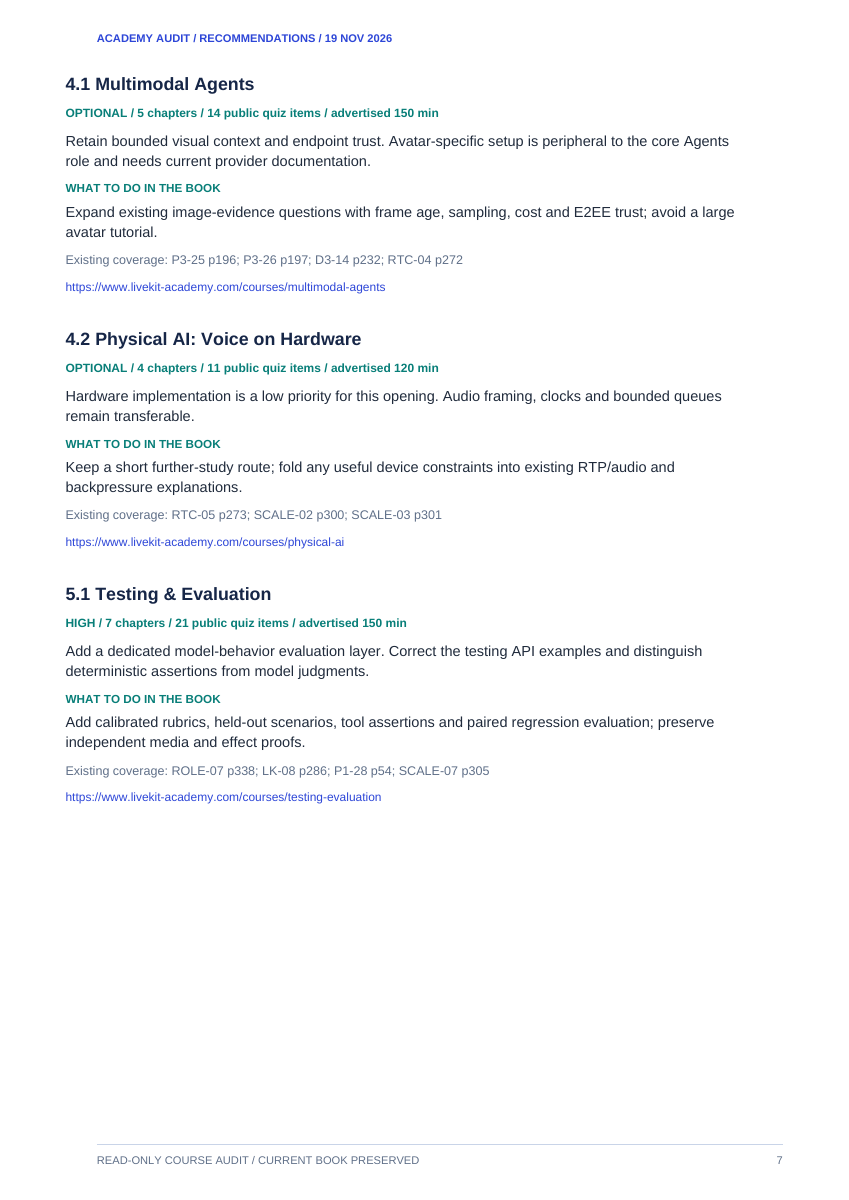 ACADEMY AUDIT / RECOMMENDATIONS / 19 NOV 2026
4.1 Multimodal Agents
OPTIONAL / 5 chapters / 14 public quiz items / advertised 150 min
Retain bounded visual context and endpoint trust. Avatar-specific setup is peripheral to the core Agents
role and needs current provider documentation.
WHAT TO DO IN THE BOOK
Expand existing image-evidence questions with frame age, sampling, cost and E2EE trust; avoid a large
avatar tutorial.
Existing coverage: P3-25 p196; P3-26 p197; D3-14 p232; RTC-04 p272
https://www.livekit-academy.com/courses/multimodal-agents
4.2 Physical AI: Voice on Hardware
OPTIONAL / 4 chapters / 11 public quiz items / advertised 120 min
Hardware implementation is a low priority for this opening. Audio framing, clocks and bounded queues
remain transferable.
WHAT TO DO IN THE BOOK
Keep a short further-study route; fold any useful device constraints into existing RTP/audio and
backpressure explanations.
Existing coverage: RTC-05 p273; SCALE-02 p300; SCALE-03 p301
https://www.livekit-academy.com/courses/physical-ai
5.1 Testing & Evaluation
HIGH / 7 chapters / 21 public quiz items / advertised 150 min
Add a dedicated model-behavior evaluation layer. Correct the testing API examples and distinguish
deterministic assertions from model judgments.
WHAT TO DO IN THE BOOK
Add calibrated rubrics, held-out scenarios, tool assertions and paired regression evaluation; preserve
independent media and effect proofs.
Existing coverage: ROLE-07 p338; LK-08 p286; P1-28 p54; SCALE-07 p305
https://www.livekit-academy.com/courses/testing-evaluation
READ-ONLY COURSE AUDIT / CURRENT BOOK PRESERVED
7